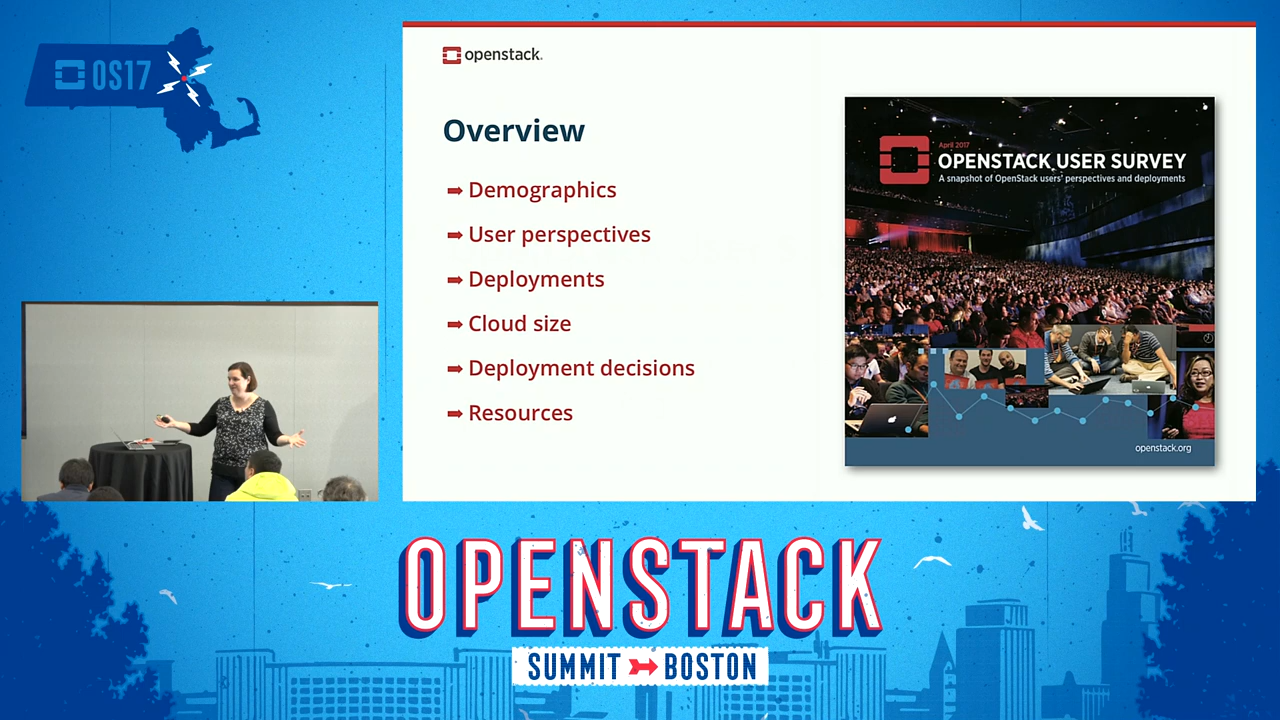 OS17
openstack.
Overview
Demographics
User perspectives
Deployments
Cloud size
Deployment decisions
Resources
April 2017
OPENSTACK USER SURVEY
A snapshot of OpenStack users' perspectives and deployments
openstack.org
OPENSTACK
SUMMIT BOSTON